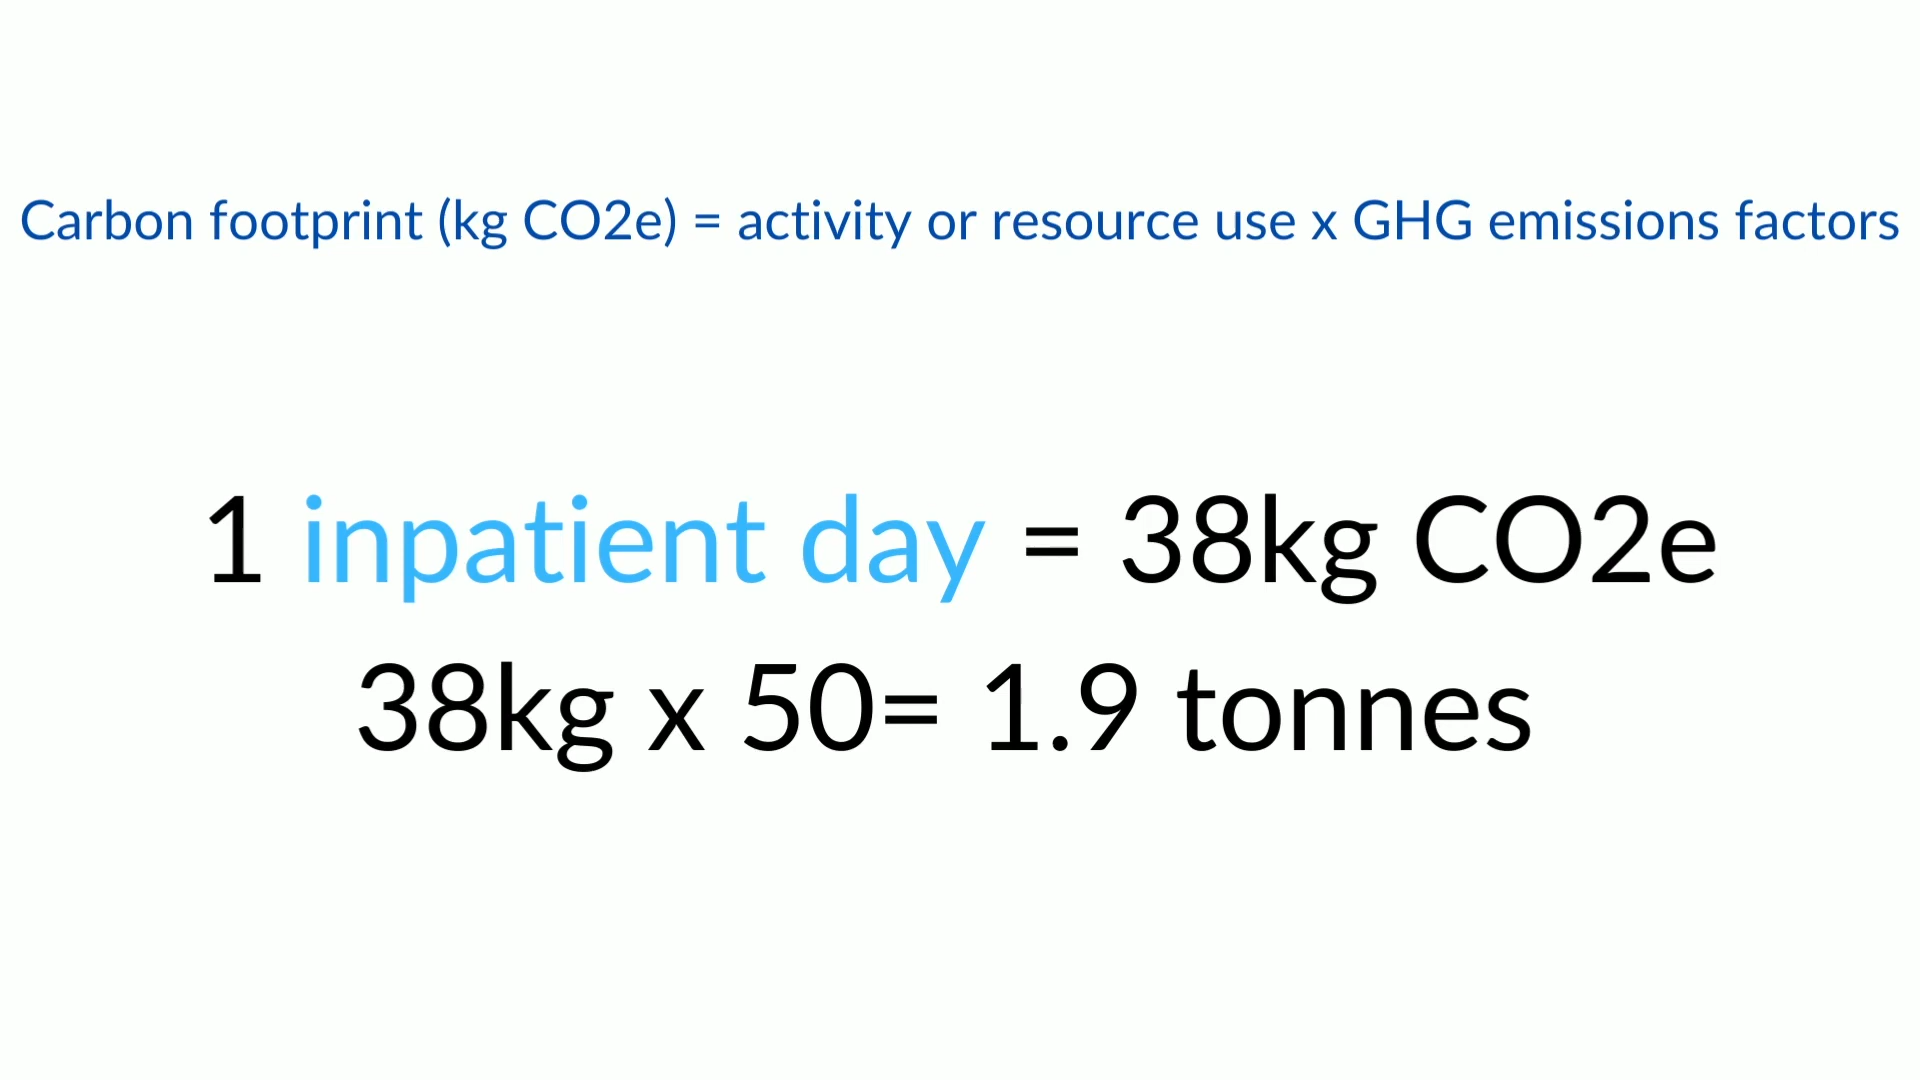 Carbon footprint (kg CO2e) = activity or resource use x GHG emissions factors
1 inpatient day = 38kg CO2e
38kg x 50= 1.9 tonnes